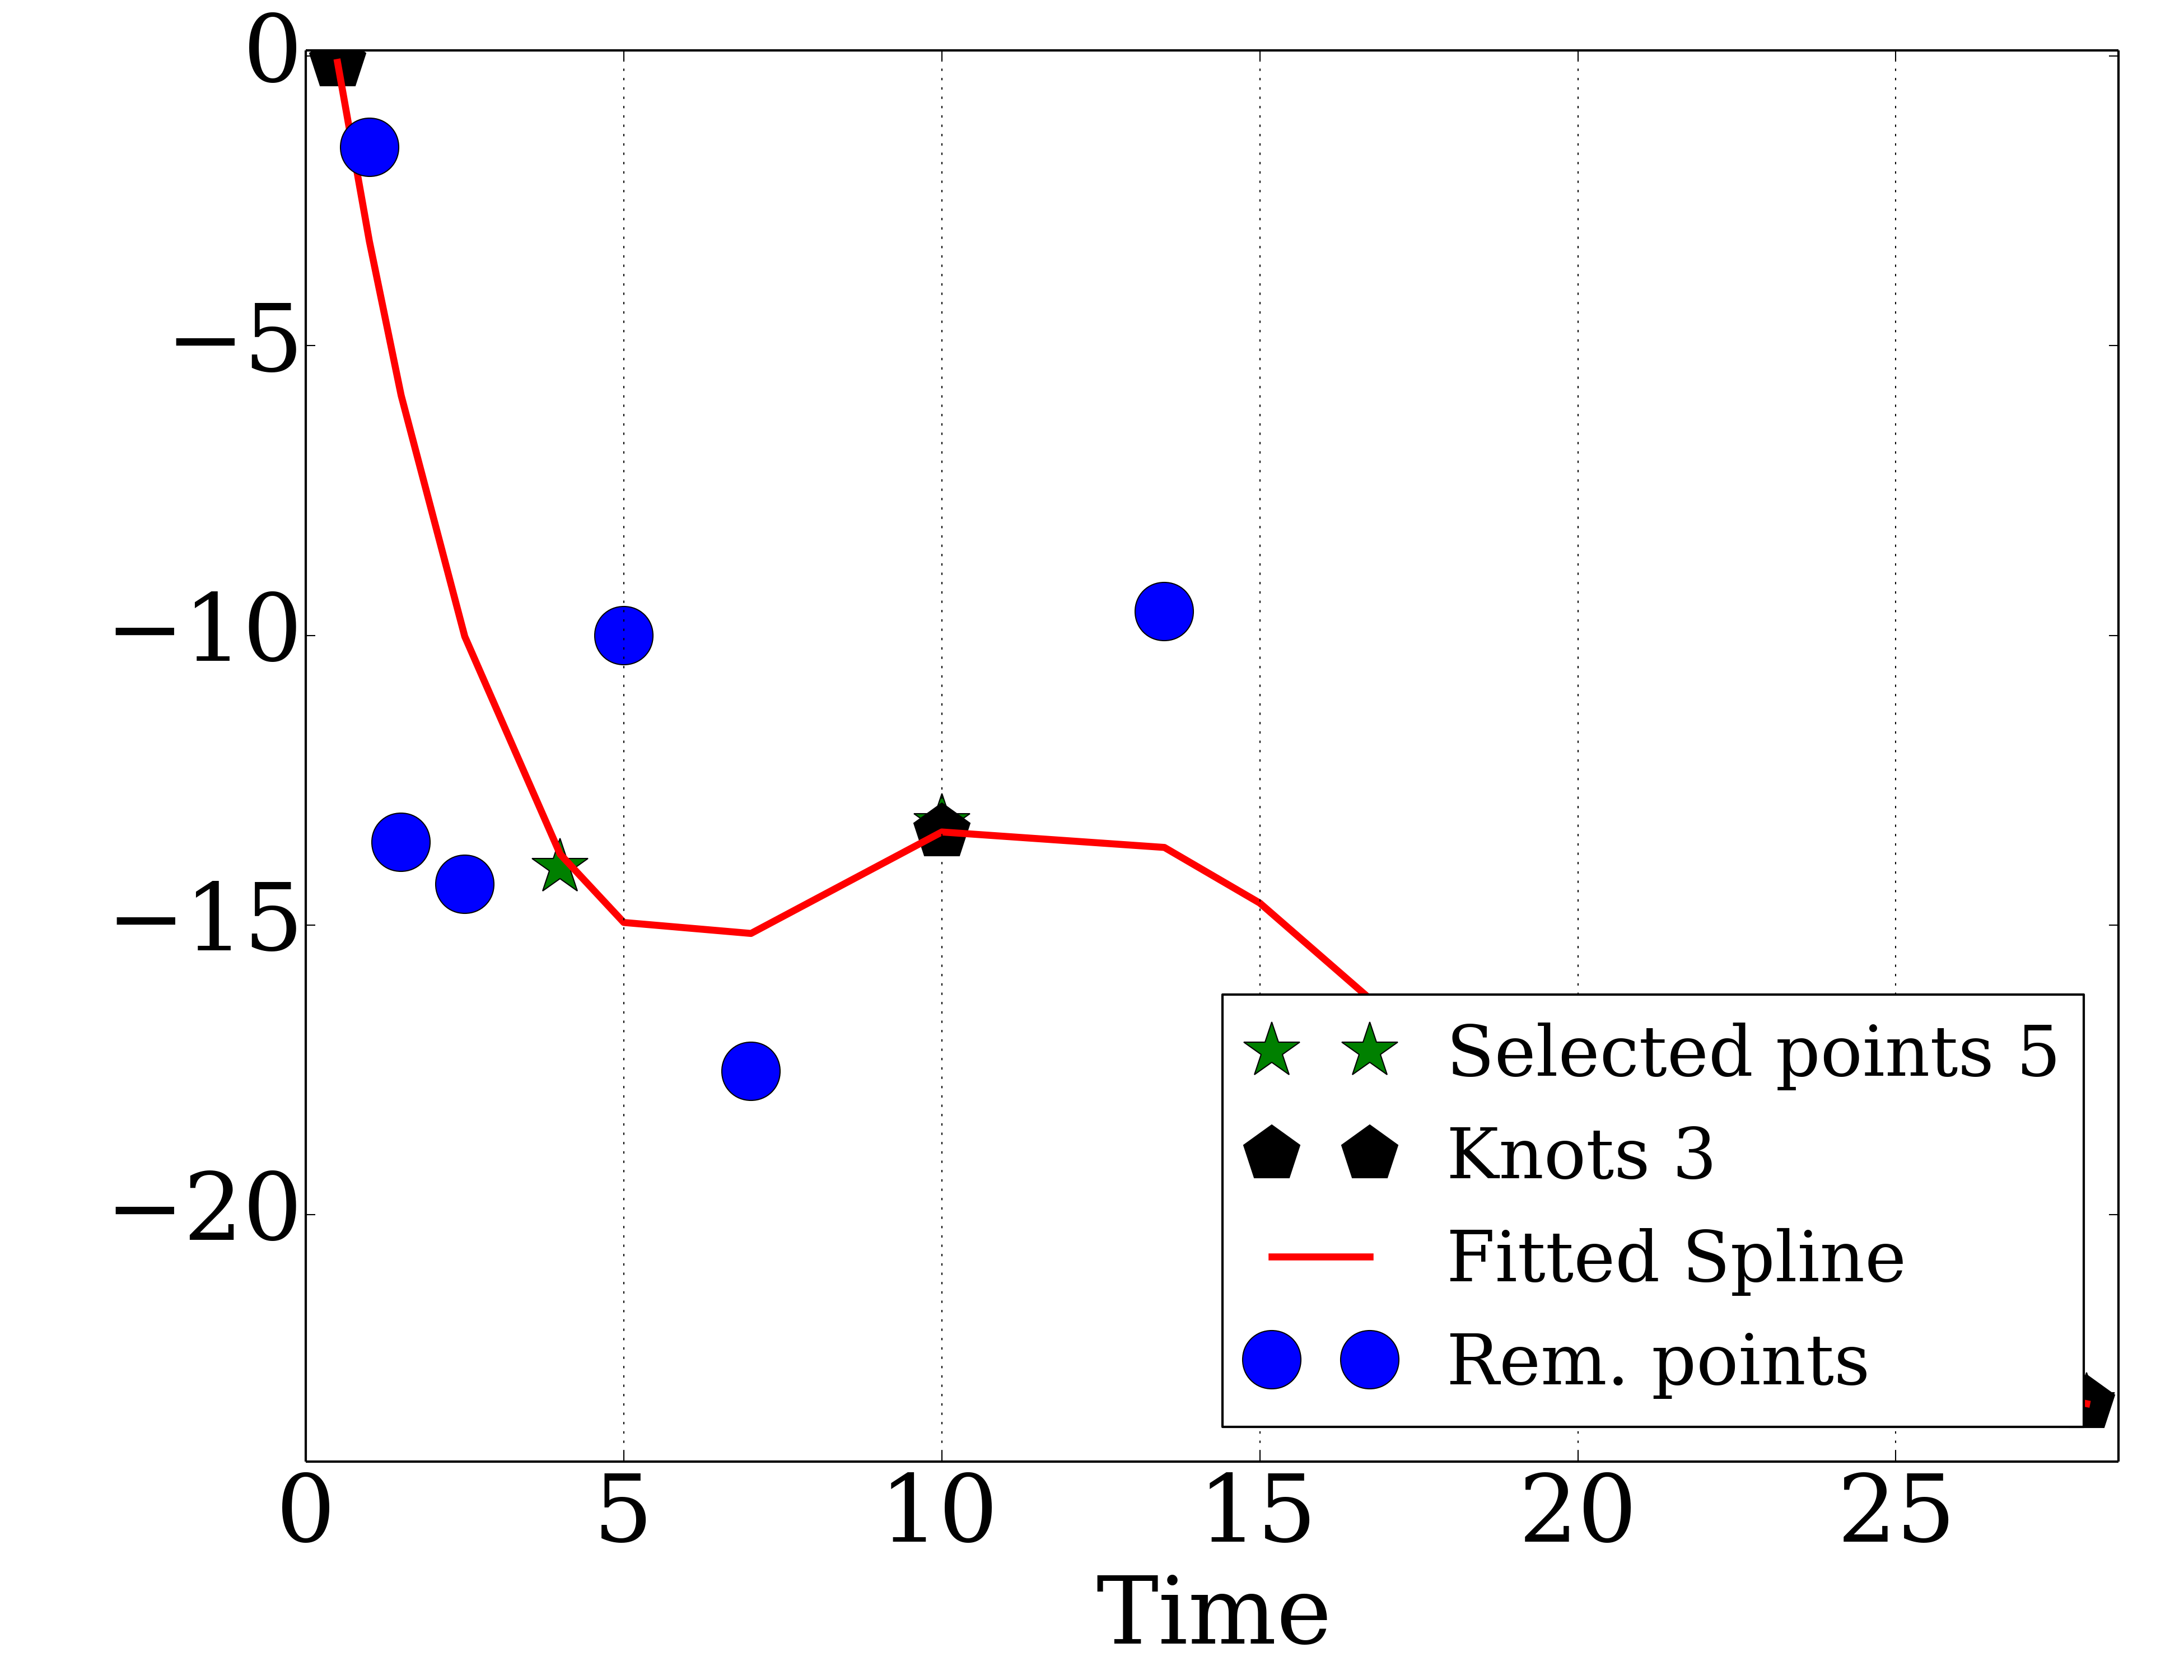 0
−5
−10
−15
−20
Selected points 5
Knots 3
Fitted Spline
Rem. points
0 5 10 15 20 25
Time